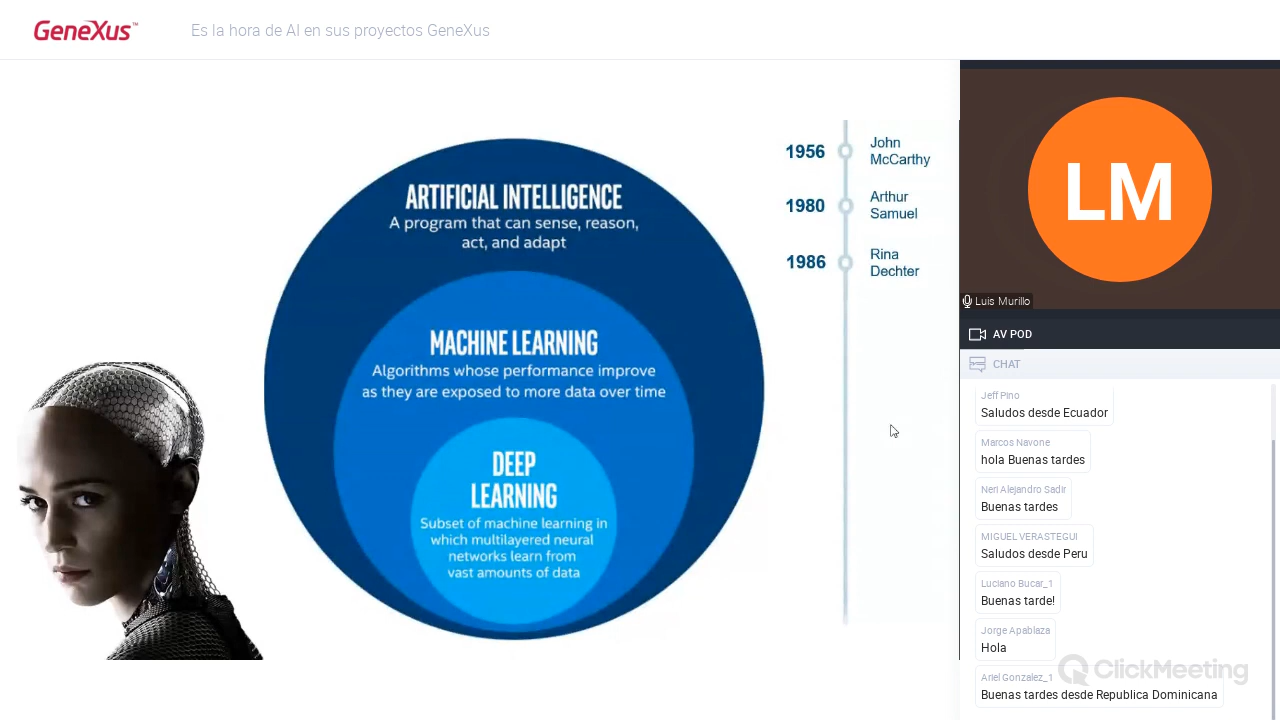 GeneXus™
Es la hora de AI en sus proyectos GeneXus
ARTIFICIAL INTELLIGENCE
A program that can sense, reason,
act, and adapt
MACHINE LEARNING
Algorithms whose performance improve
as they are exposed to more data over time
DEEP
LEARNING
Subset of machine learning in
which multilayered neural
networks learn from
vast amounts of data
1956
John
McCarthy
1980
Arthur
Samuel
1986
Rina
Dechter
LM
Luis Murillo
AV POD
CHAT
Jeff Pino
Saludos desde Ecuador
Marcos Navone
hola Buenas tardes
Neri Alejandro Sadir
Buenas tardes
MIGUEL VERASTEGUI
Saludos desde Peru
Luciano Bucar_1
Buenas tarde!
Jorge Apablaza
Hola
Ariel Gonzalez_1
Buenas tardes desde Republica Dominicana
ClickMeeting